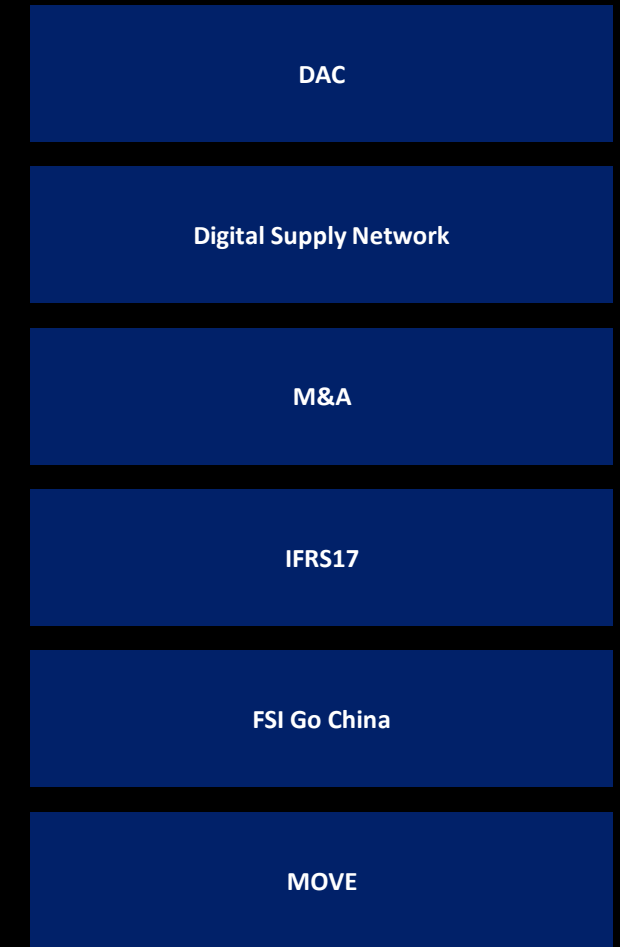 DAC
Digital Supply Network
M&A
IFRS17
FSI Go China
MOVE